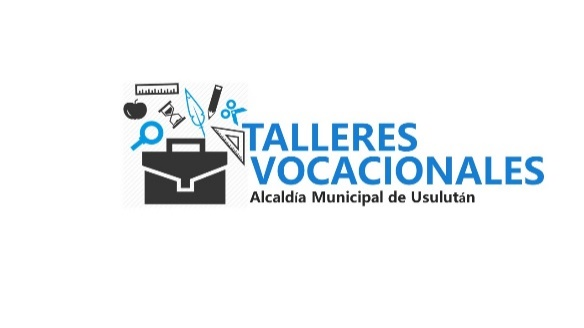 TALLERES
VOCACIONALES
Alcaldía Municipal de Usulután